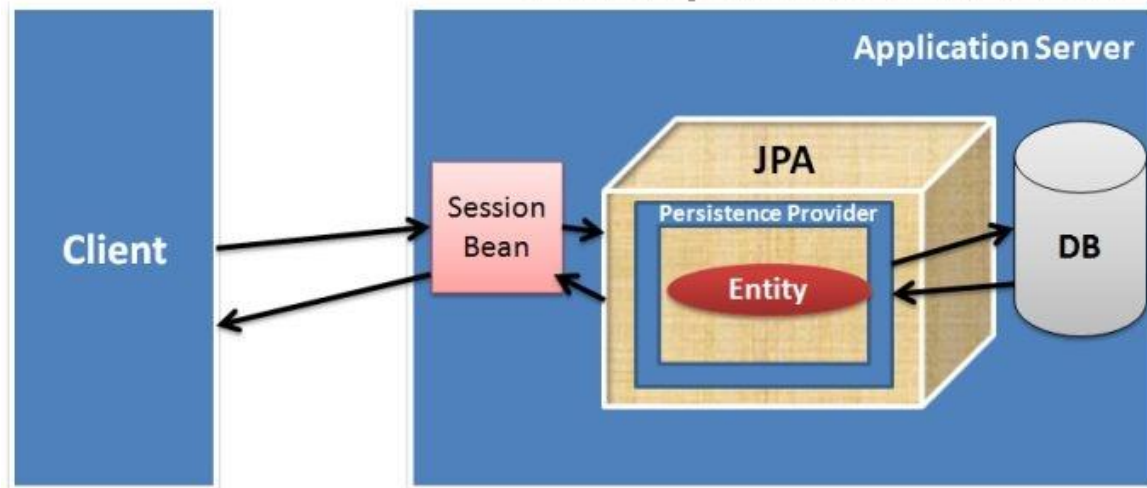 Application Server
JPA
Client
Session
Bean
Persistence Provider
Entity
DB